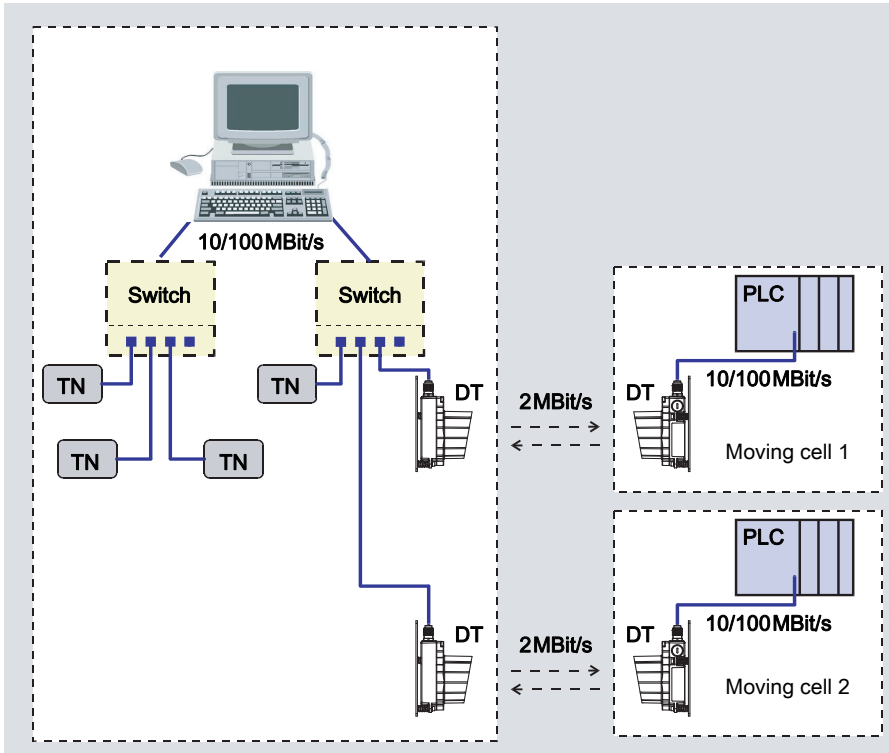 10/100MBit/s
Switch
Switch
TN
TN
TN
TN
DT
2MBit/s
DT
PLC
10/100MBit/s
Moving cell 1
DT
2MBit/s
DT
PLC
10/100MBit/s
Moving cell 2